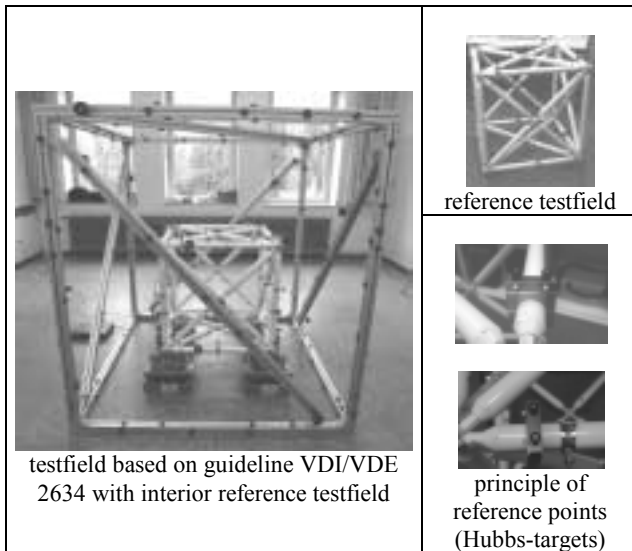 testfield based on guideline VDI/VDE
2634 with interior reference testfield
reference testfield
principle of
reference points
(Hubbs-targets)